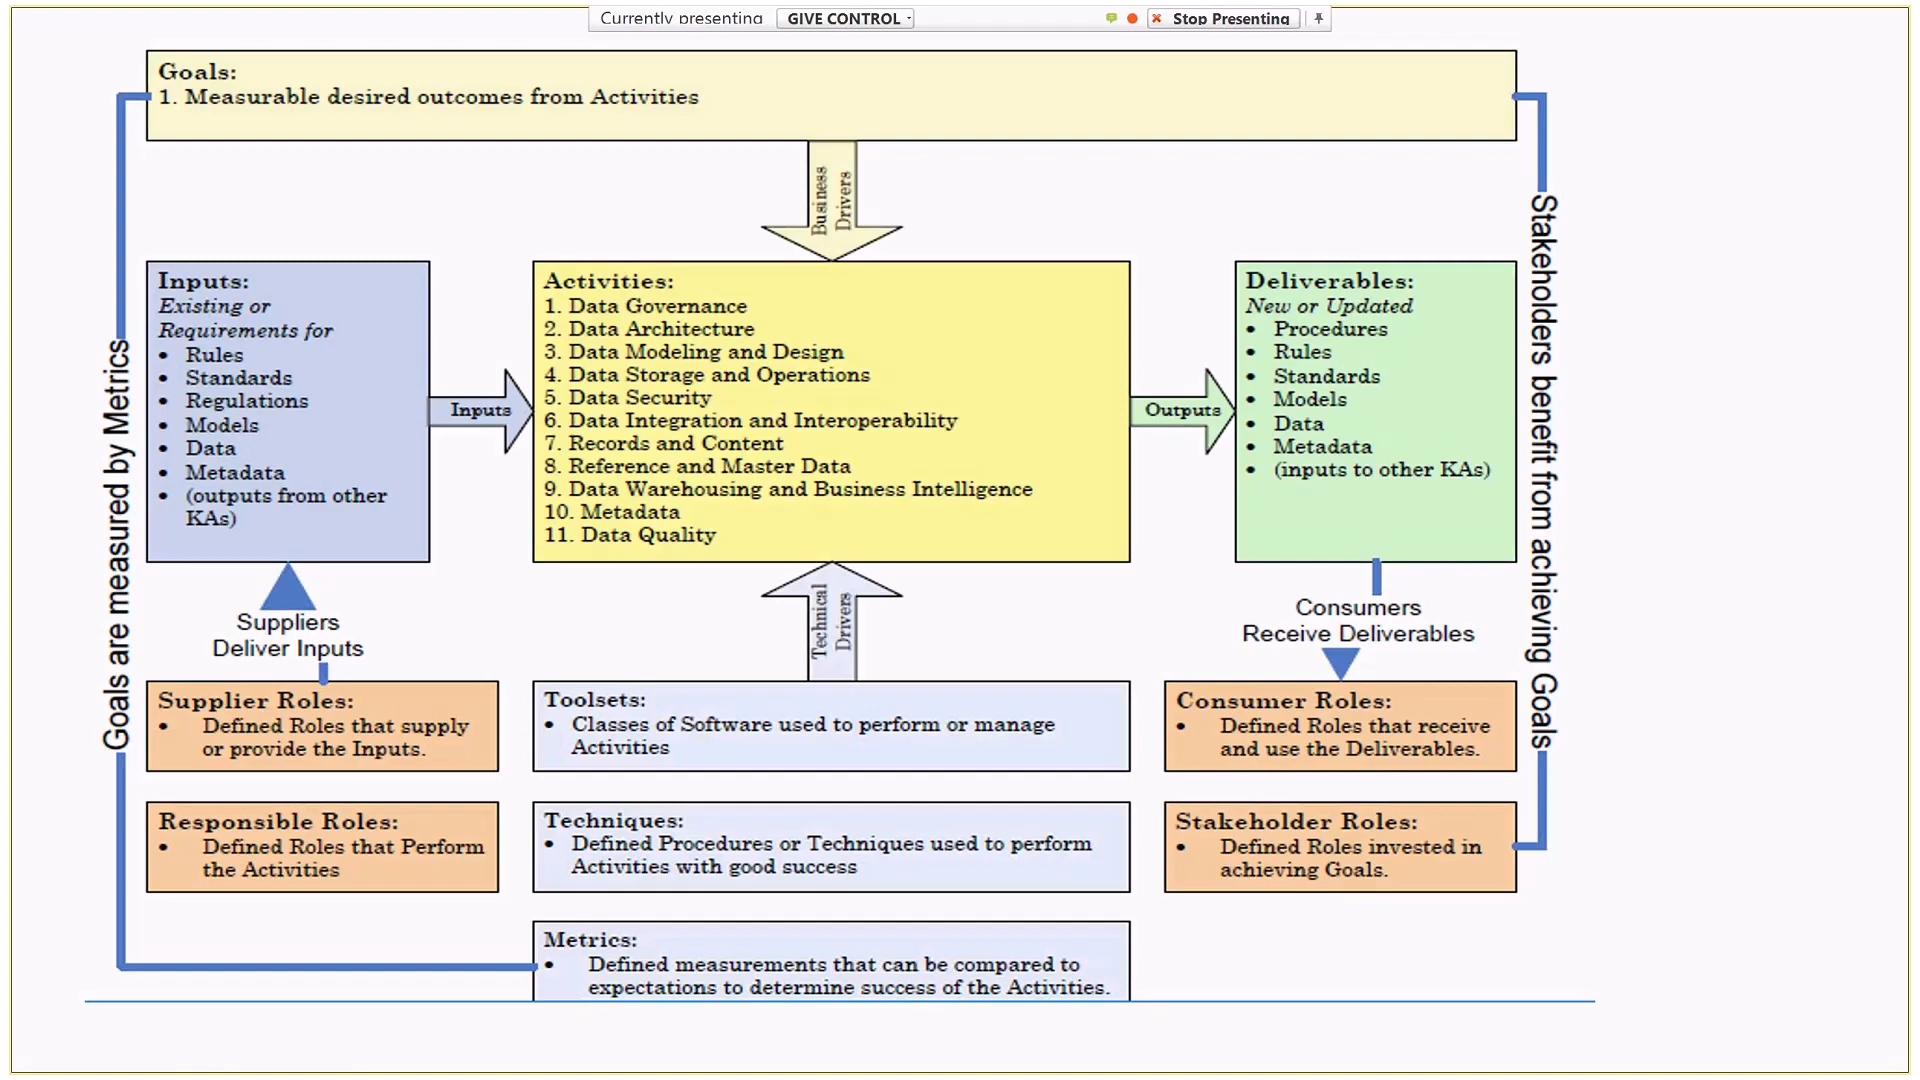 Currently presenting GIVE CONTROL Stop Presenting
Goals:
1. Measurable desired outcomes from Activities
Business
Drivers
Goals are measured by Metrics
Inputs:
Existing or
Requirements for
• Rules
• Standards
• Regulations
• Models
• Data
• Metadata
• (outputs from other
KAs)
Inputs
Activities:
1. Data Governance
2. Data Architecture
3. Data Modeling and Design
4. Data Storage and Operations
5. Data Security
6. Data Integration and Interoperability
7. Records and Content
8. Reference and Master Data
9. Data Warehousing and Business Intelligence
10. Metadata
11. Data Quality
Outputs
Deliverables:
New or Updated
• Procedures
• Rules
• Standards
• Models
• Data
• Metadata
• (inputs to other KAs)
Stakeholders benefit from achieving Goals
Suppliers
Deliver Inputs
Technical
Drivers
Consumers
Receive Deliverables
Supplier Roles:
• Defined Roles that supply
or provide the Inputs.
Toolsets:
• Classes of Software used to perform or manage
Activities
Consumer Roles:
• Defined Roles that receive
and use the Deliverables.
Responsible Roles:
• Defined Roles that Perform
the Activities
Techniques:
• Defined Procedures or Techniques used to perform
Activities with good success
Stakeholder Roles:
• Defined Roles invested in
achieving Goals.
Metrics:
• Defined measurements that can be compared to
expectations to determine success of the Activities.